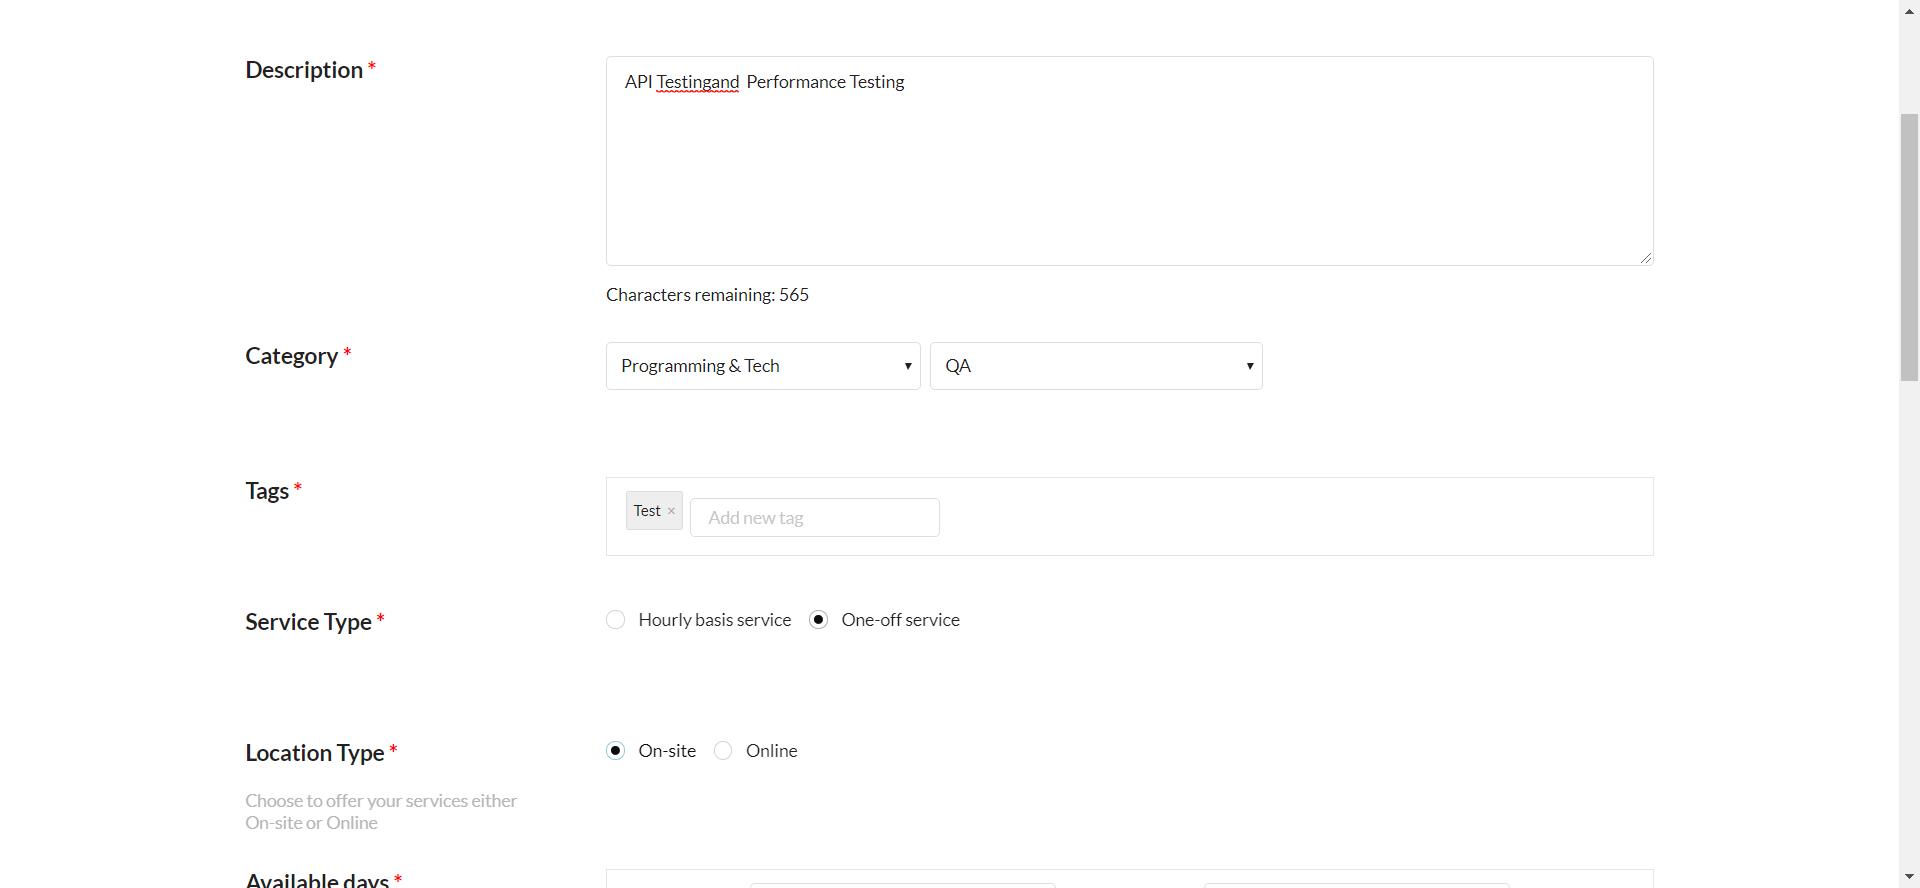 Description *
API Testingand  Performance Testing
Characters remaining: 565
Category *
Programming & Tech
QA
Tags *
Test ×
Add new tag
Service Type *
Hourly basis service
One-off service
Location Type *
On-site
Online
Choose to offer your services either
On-site or Online
Available days *